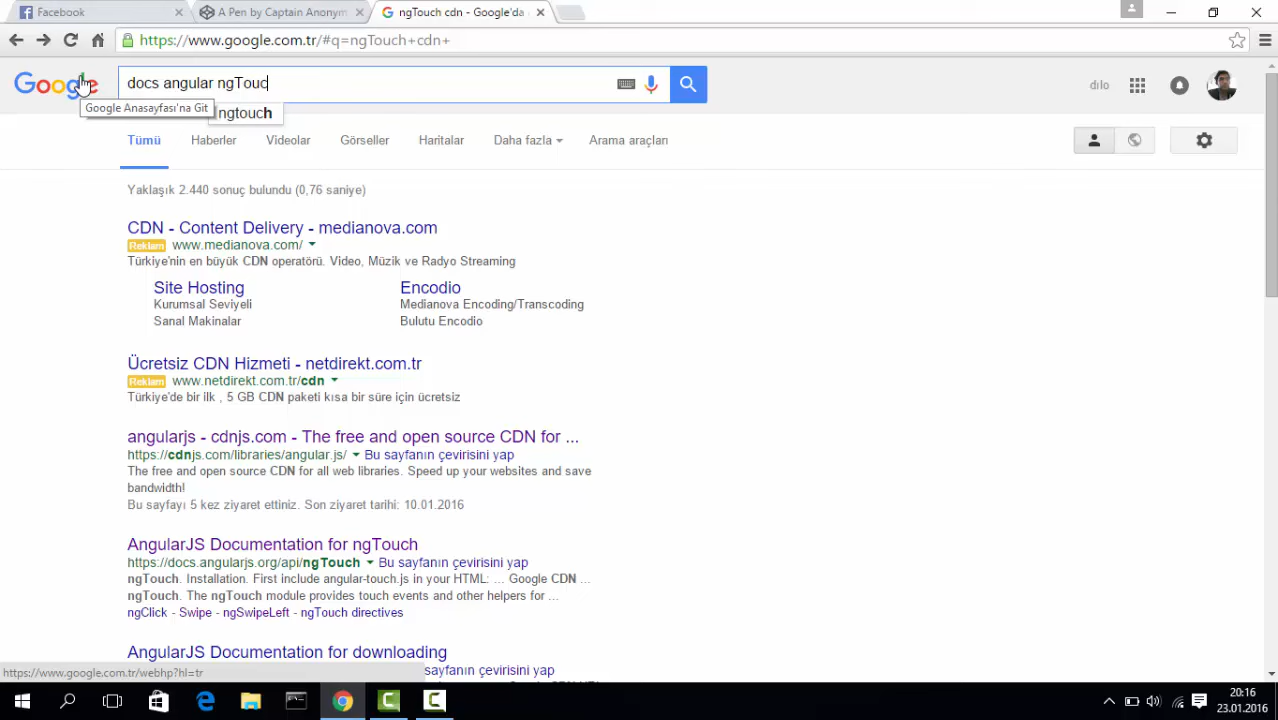 Facebook
A Pen by Captain Anonym
ngTouch cdn - Google'da
https://www.google.com.tr/#q=ngTouch+cdn+
Google
docs angular ngTouc
dilo
Google Anasayfası'na Git
ngtouch
Tümü
Haberler
Videolar
Görseller
Haritalar
Daha fazla
Arama araçları
Yaklaşık 2.440 sonuç bulundu (0,76 saniye)
CDN - Content Delivery - medianova.com
Reklam www.medianova.com/
Türkiye'nin en büyük CDN operatörü. Video, Müzik ve Radyo Streaming
Site Hosting
Encodio
Kurumsal Seviyeli
Medianova Encoding/Transcoding
Sanal Makinalar
Bulutu Encodio
Ücretsiz CDN Hizmeti - netdirekt.com.tr
Reklam www.netdirekt.com.tr/cdn
Türkiye'de bir ilk , 5 GB CDN paketi kısa bir süre için ücretsiz
angularjs - cdnjs.com - The free and open source CDN for ...
https://cdnjs.com/libraries/angular.js/ Bu sayfanın çevirisini yap
The free and open source CDN for all web libraries. Speed up your websites and save
bandwidth!
Bu sayfayı 5 kez ziyaret ettiniz. Son ziyaret tarihi: 10.01.2016
AngularJS Documentation for ngTouch
https://docs.angularjs.org/api/ngTouch Bu sayfanın çevirisini yap
ngTouch. Installation. First include angular-touch.js in your HTML: ... Google CDN ...
ngTouch. The ngTouch module provides touch events and other helpers for ...
ngClick - Swipe - ngSwipeLeft - ngTouch directives
AngularJS Documentation for downloading
sayfanın çevirisini yap
https://www.google.com.tr/webhp?hl=tr
20:16
23.01.2016